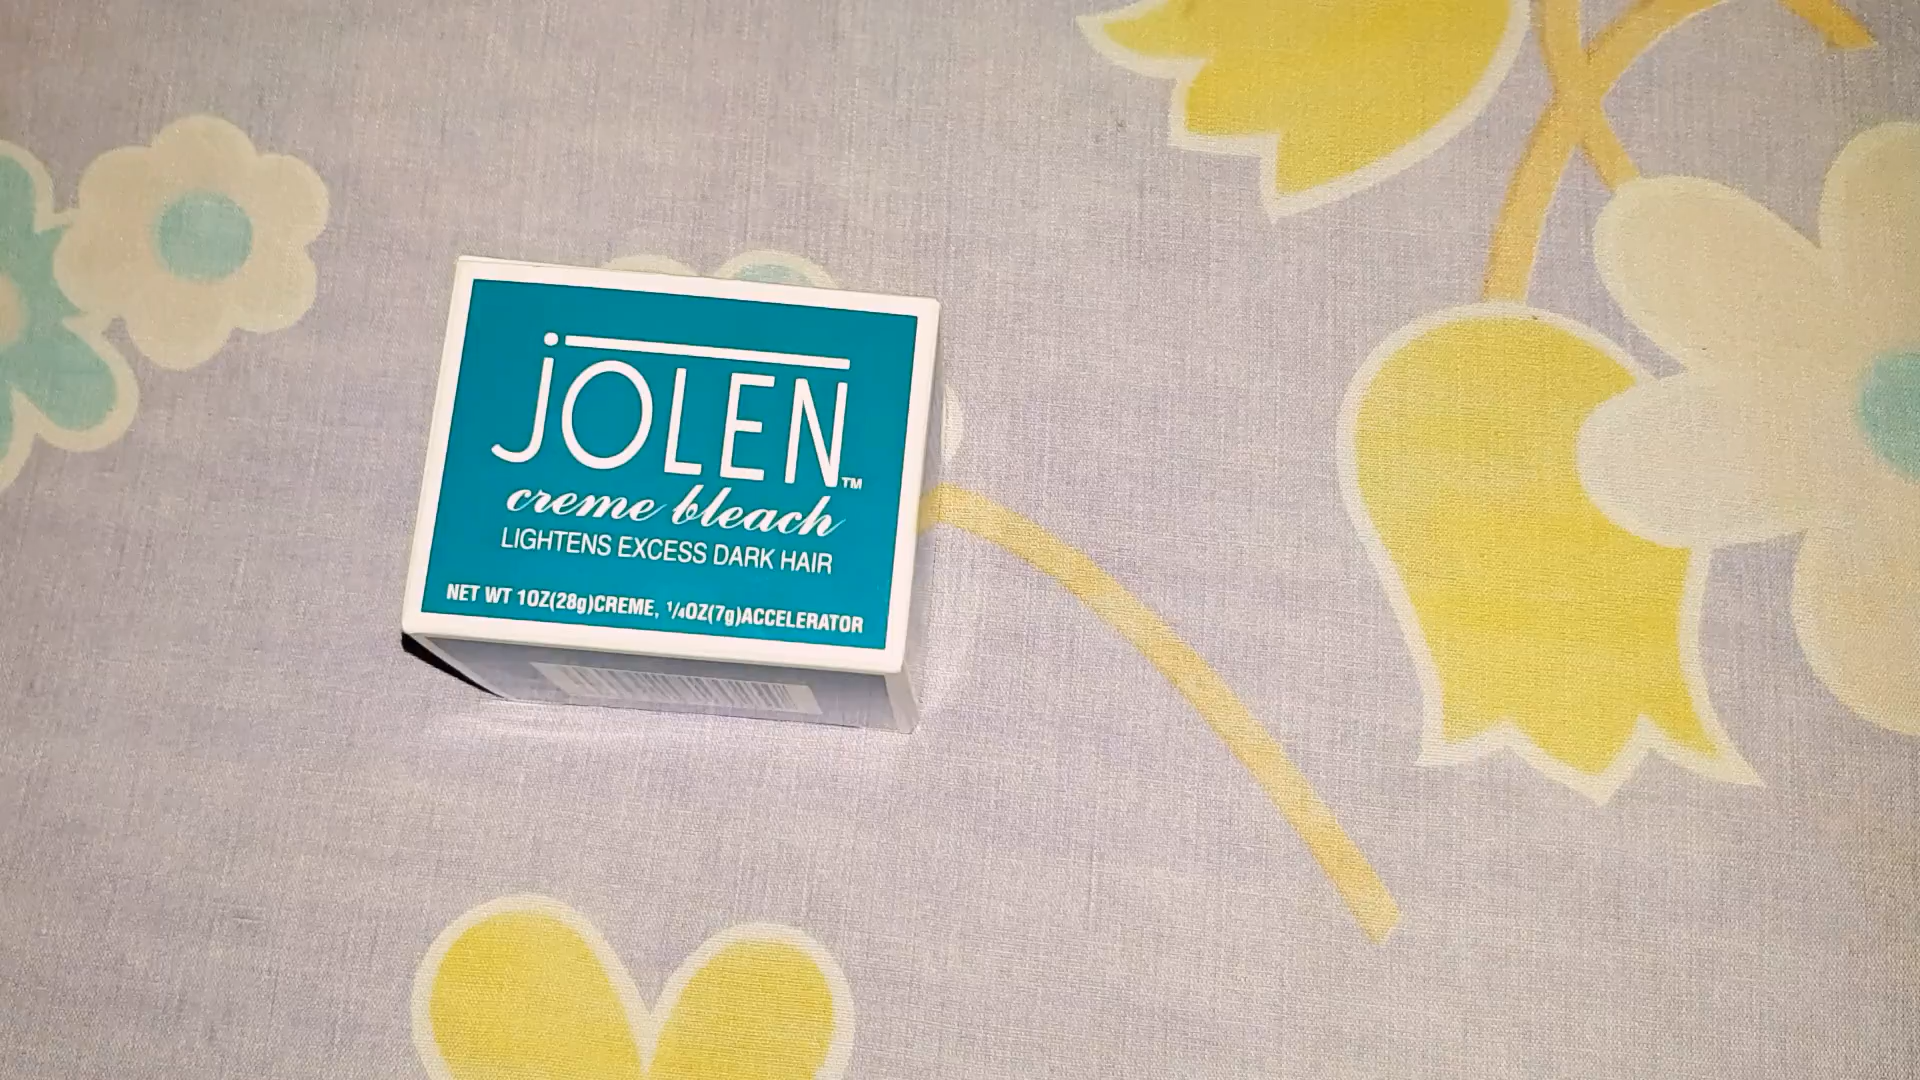 jOLEN™
creme bleach
LIGHTENS EXCESS DARK HAIR
NET WT 1OZ(28g)CREME, ¼OZ(7g)ACCELERATOR